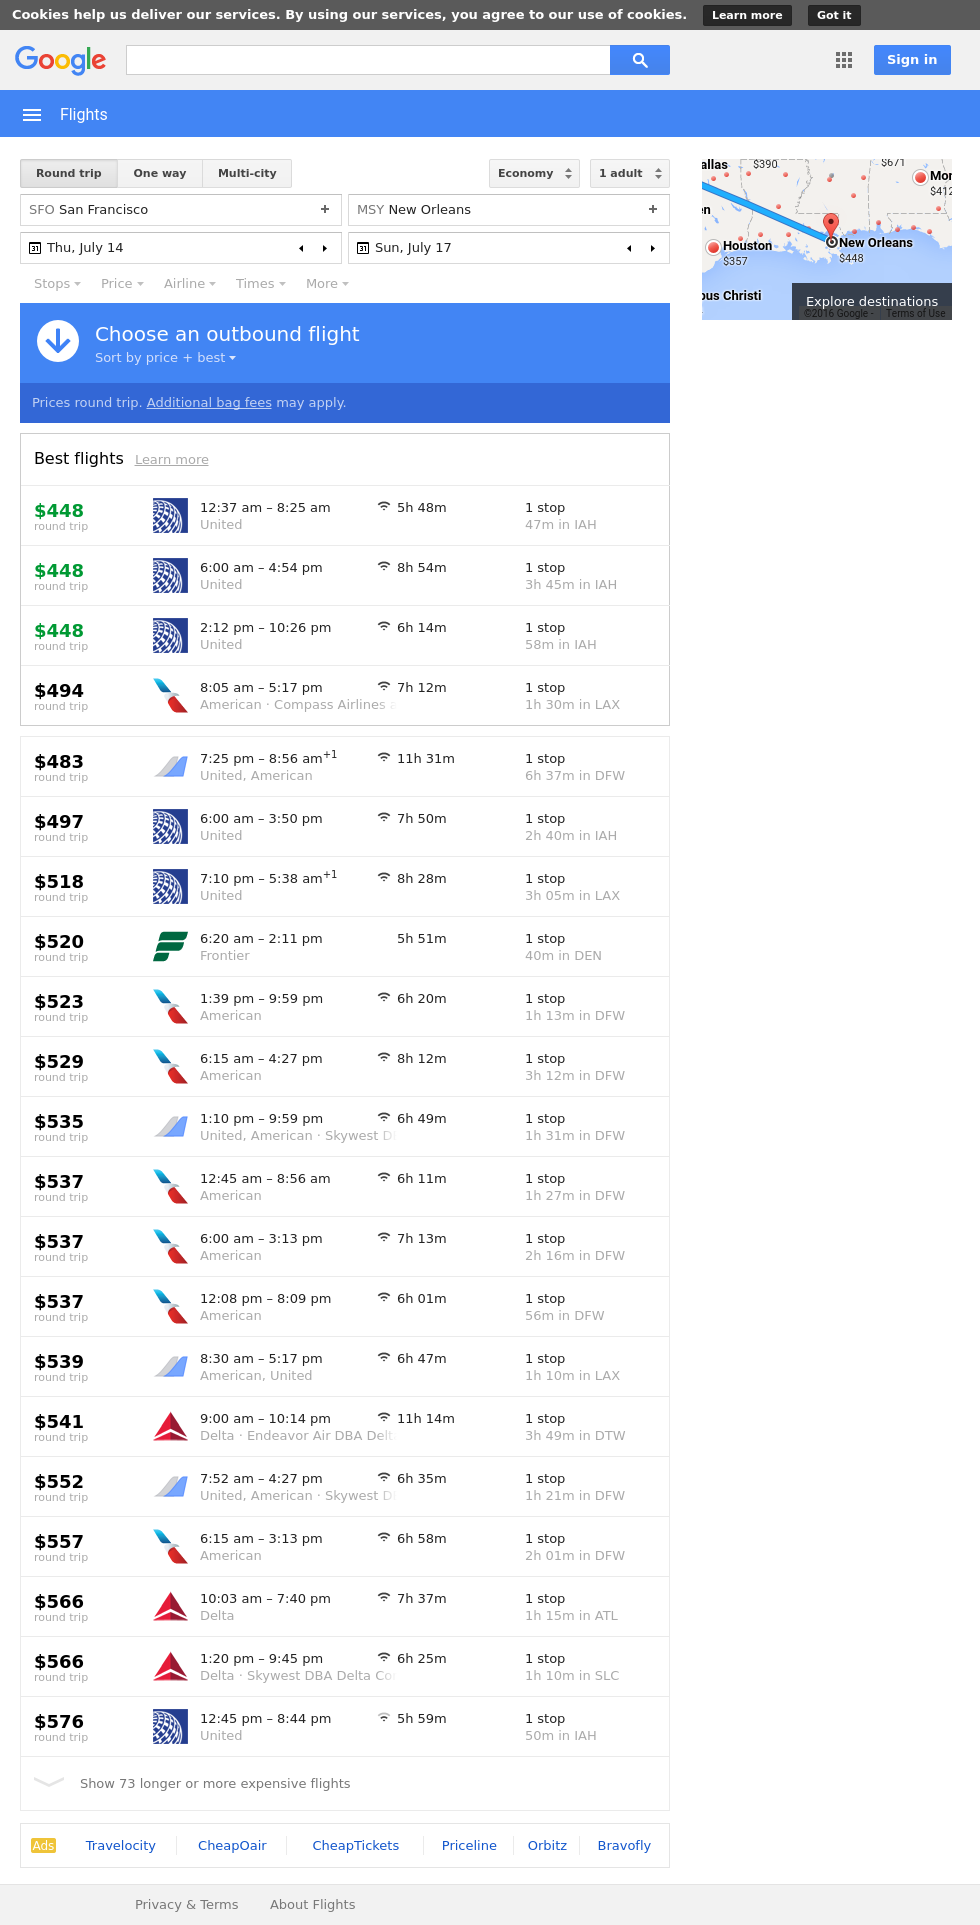 Cookies help us deliver our services. By using our services, you agree to our use of cookies. Learn more Got it
Google Sign in
Flights
Round trip One way Multi-city Economy 1 adult
SFO San Francisco + MSY New Orleans +
31 Thu, July 14 31 Sun, July 17
Stops Price Airline Times More
Choose an outbound flight
Sort by price + best
Prices round trip. Additional bag fees may apply.
allas $390 $671
Mor
$412
en
Houston
$357
New Orleans
$448
ous Christi
Explore destinations
©2016 Google - Terms of Use
Best flights Learn more
$448 12:37 am – 8:25 am 5h 48m 1 stop
round trip United 47m in IAH
$448 6:00 am – 4:54 pm 8h 54m 1 stop
round trip United 3h 45m in IAH
$448 2:12 pm – 10:26 pm 6h 14m 1 stop
round trip United 58m in IAH
$494 8:05 am – 5:17 pm 7h 12m 1 stop
round trip American · Compass Airlines a 1h 30m in LAX
$483 7:25 pm – 8:56 am+1 11h 31m 1 stop
round trip United, American 6h 37m in DFW
$497 6:00 am – 3:50 pm 7h 50m 1 stop
round trip United 2h 40m in IAH
$518 7:10 pm – 5:38 am+1 8h 28m 1 stop
round trip United 3h 05m in LAX
$520 6:20 am – 2:11 pm 5h 51m 1 stop
round trip Frontier 40m in DEN
$523 1:39 pm – 9:59 pm 6h 20m 1 stop
round trip American 1h 13m in DFW
$529 6:15 am – 4:27 pm 8h 12m 1 stop
round trip American 3h 12m in DFW
$535 1:10 pm – 9:59 pm 6h 49m 1 stop
round trip United, American · Skywest D 1h 31m in DFW
$537 12:45 am – 8:56 am 6h 11m 1 stop
round trip American 1h 27m in DFW
$537 6:00 am – 3:13 pm 7h 13m 1 stop
round trip American 2h 16m in DFW
$537 12:08 pm – 8:09 pm 6h 01m 1 stop
round trip American 56m in DFW
$539 8:30 am – 5:17 pm 6h 47m 1 stop
round trip American, United 1h 10m in LAX
$541 9:00 am – 10:14 pm 11h 14m 1 stop
round trip Delta · Endeavor Air DBA Delt 3h 49m in DTW
$552 7:52 am – 4:27 pm 6h 35m 1 stop
round trip United, American · Skywest D 1h 21m in DFW
$557 6:15 am – 3:13 pm 6h 58m 1 stop
round trip American 2h 01m in DFW
$566 10:03 am – 7:40 pm 7h 37m 1 stop
round trip Delta 1h 15m in ATL
$566 1:20 pm – 9:45 pm 6h 25m 1 stop
round trip Delta · Skywest DBA Delta Co 1h 10m in SLC
$576 12:45 pm – 8:44 pm 5h 59m 1 stop
round trip United 50m in IAH
Show 73 longer or more expensive flights
Ads Travelocity CheapOair CheapTickets Priceline Orbitz Bravofly
Privacy & Terms About Flights